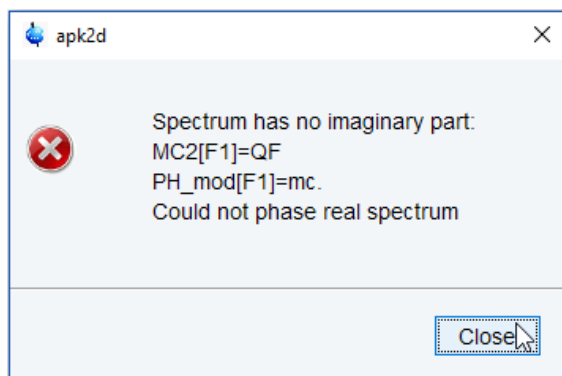 apk2d
Spectrum has no imaginary part:
MC2[F1]=QF
PH_mod[F1]=mc.
Could not phase real spectrum
Close